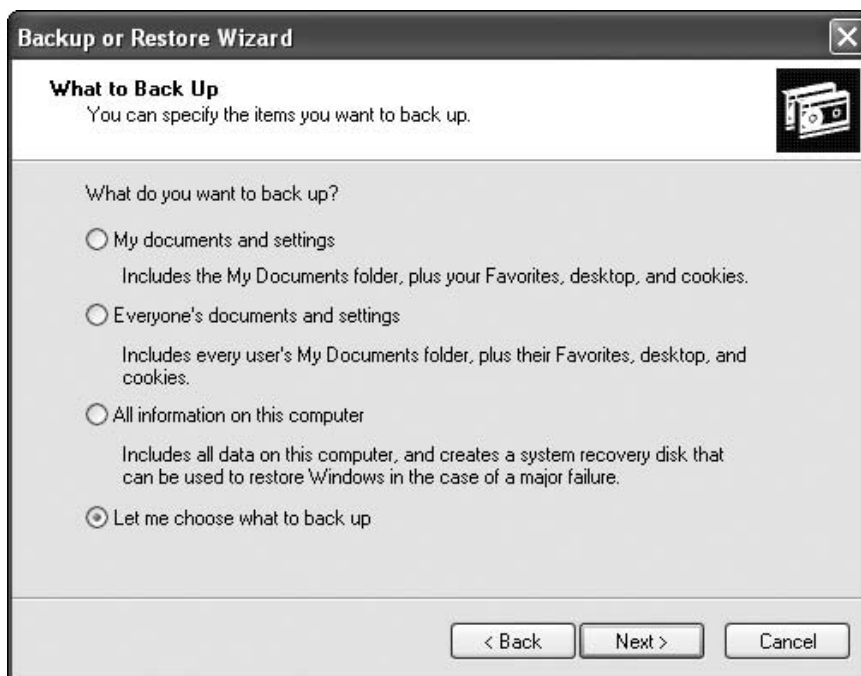 Backup or Restore Wizard
What to Back Up
You can specify the items you want to back up.
What do you want to back up?
My documents and settings
Includes the My Documents folder, plus your Favorites, desktop, and cookies.
Everyone's documents and settings
Includes every user's My Documents folder, plus their Favorites, desktop, and
cookies.
All information on this computer
Includes all data on this computer, and creates a system recovery disk that
can be used to restore Windows in the case of a major failure.
Let me choose what to back up
< Back Next > Cancel